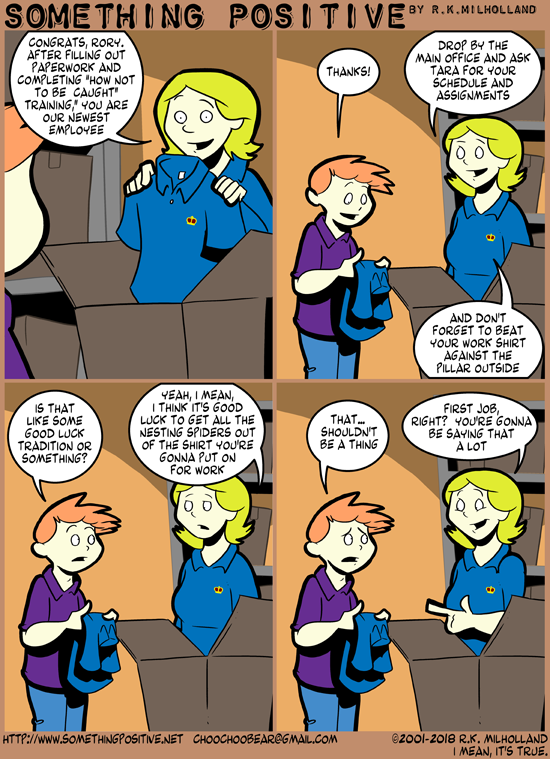 SOMETHING POSITIVE BY R.K.MILHOLLAND
CONGRATS, RORY.
AFTER FILLING OUT
PAPERWORK AND
COMPLETING "HOW NOT
TO BE CAUGHT"
TRAINING," YOU ARE
OUR NEWEST
EMPLOYEE
THANKS!
DROP BY THE
MAIN OFFICE AND ASK
TARA FOR YOUR
SCHEDULE AND
ASSIGNMENTS
AND DON'T
FORGET TO BEAT
YOUR WORK SHIRT
AGAINST THE
PILLAR OUTSIDE
IS THAT
LIKE SOME
GOOD LUCK
TRADITION OR
SOMETHING?
YEAH, I MEAN,
I THINK IT'S GOOD
LUCK TO GET ALL THE
NESTING SPIDERS OUT
OF THE SHIRT YOU'RE
GONNA PUT ON
FOR WORK
THAT...
SHOULDN'T
BE A THING
FIRST JOB,
RIGHT? YOU'RE GONNA
BE SAYING THAT
A LOT
HTTP://WWW.SOMETHINGPOSITIVE.NET CHOOCHOOBEAR@GMAIL.COM
©2001-2018 R.K. MILHOLLAND
I MEAN, IT'S TRUE.